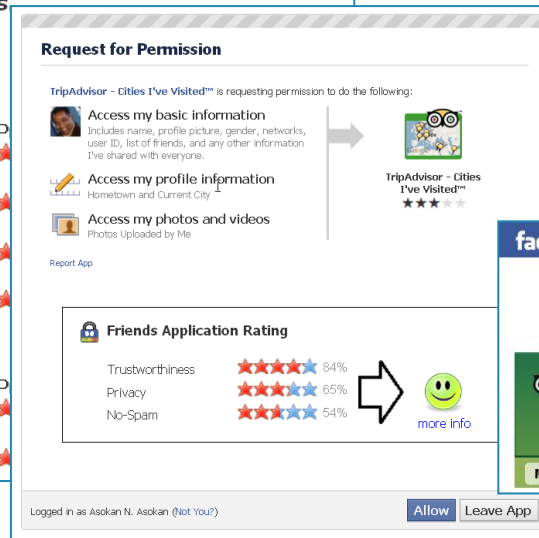 Request for Permission
TripAdvisor - Cities I've Visited™ is requesting permission to do the following:
Access my basic information
Includes name, profile picture, gender, networks,
user ID, list of friends, and any other information
I've shared with everyone.
Access my profile information
Hometown and Current City
Access my photos and videos
Photos Uploaded by Me
TripAdvisor - Cities
I've Visited™
Report App
Friends Application Rating
Trustworthiness 84%
Privacy 65%
No-Spam 54%
more info
Logged in as Asokan N. Asokan (Not You?)
Allow
Leave App